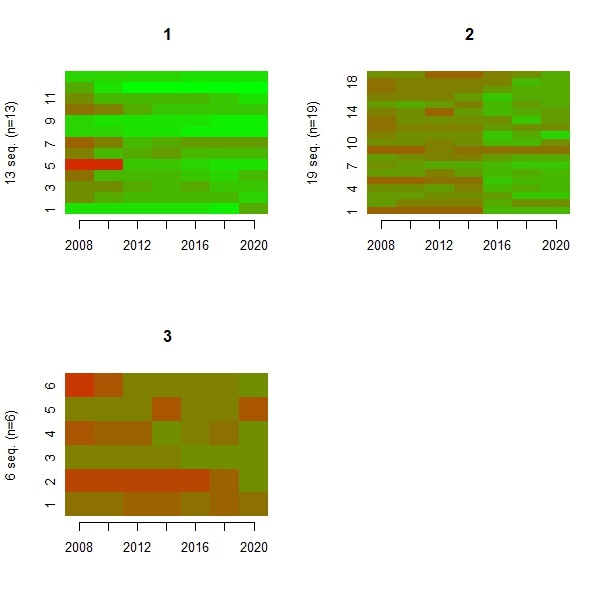 1
13 seq. (n=13)
1 3 5 7 9 11
2008 2012 2016 2020
2
19 seq. (n=19)
1 4 7 10 14 18
2008 2012 2016 2020
3
6 seq. (n=6)
1 2 3 4 5 6
2008 2012 2016 2020